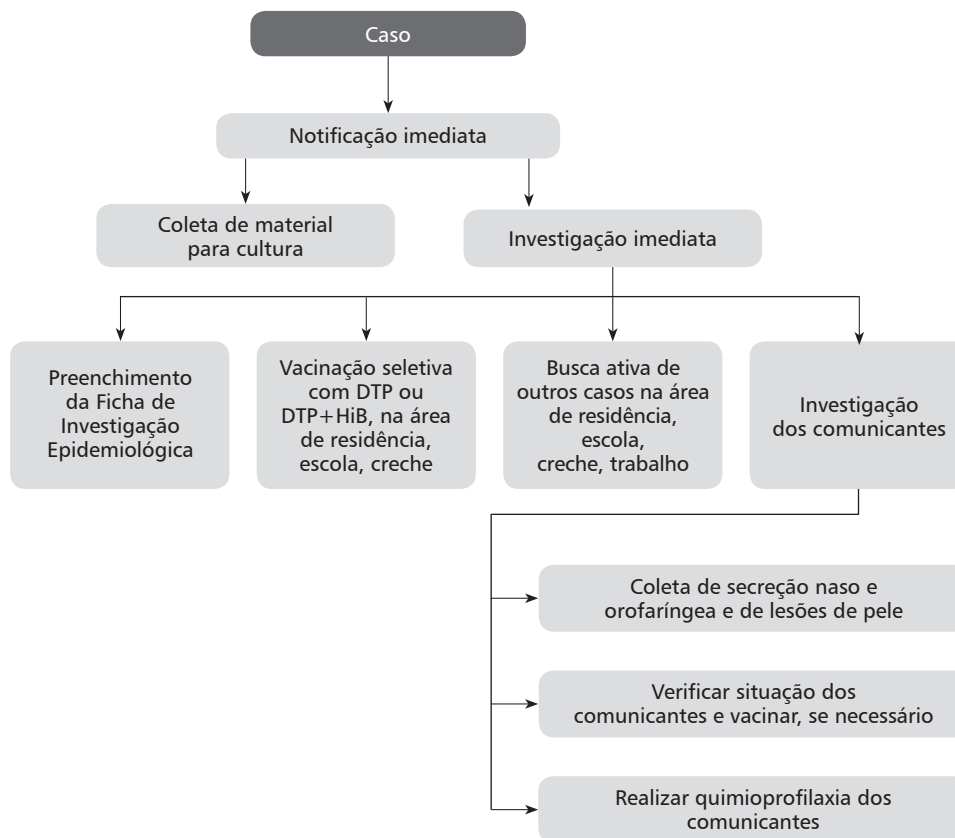 Caso
Notificação imediata
Coleta de material
para cultura
Investigação imediata
Preenchimento
da Ficha de
Investigação
Epidemiológica
Vacinação seletiva
com DTP ou
DTP+HiB, na área
de residência,
escola, creche
Busca ativa de
outros casos na área
de residência,
escola,
creche, trabalho
Investigação
dos comunicantes
Coleta de secreção naso e
orofaríngea e de lesões de pele
Verificar situação dos
comunicantes e vacinar, se necessário
Realizar quimioprofilaxia dos
comunicantes